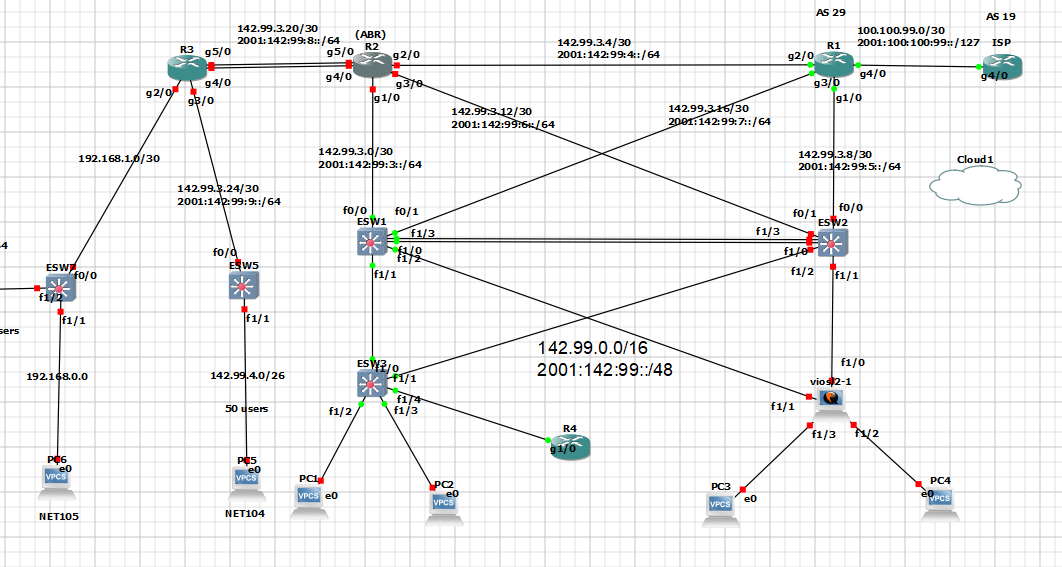 AS 29
AS 19
142.99.3.20/30
2001:142:99:8::/64
(ABR)
R2
R3
g5/0
g5/0
g4/0
g4/0
g2/0
g3/0
g2/0
g3/0
g1/0
142.99.3.4/30
2001:142:99:4::/64
R1
g2/0
g3/0
g4/0
g1/0
100.100.99.0/30
2001:100:100:99::/127
ISP
g4/0
142.99.3.12/30
2001:142:99:6::/64
142.99.3.16/30
2001:142:99:7::/64
192.168.1.0/30
142.99.3.0/30
2001:142:99:3::/64
142.99.3.8/30
2001:142:99:5::/64
Cloud1
142.99.3.24/30
2001:142:99:9::/64
f0/0
f0/1
ESW1
f1/3
f1/0
f1/2
f1/1
f0/1
f0/0
ESW2
f1/3
f1/0
f1/2
f1/1
f0/0
ESW5
f1/1
f0/0
f1/2
f1/1
sers
142.99.0.0/16
2001:142:99::/48
192.168.0.0
142.99.4.0/26
50 users
ESW3
f1/0
f1/1
f1/4
f1/2
f1/3
R4
g1/0
f1/0
viosl2-1
f1/1
f1/3
f1/2
PC6
e0
VPCS
NET105
PC5
e0
VPCS
NET104
PC1
e0
VPCS
PC2
e0
VPCS
PC3
e0
VPCS
PC4
e0
VPCS